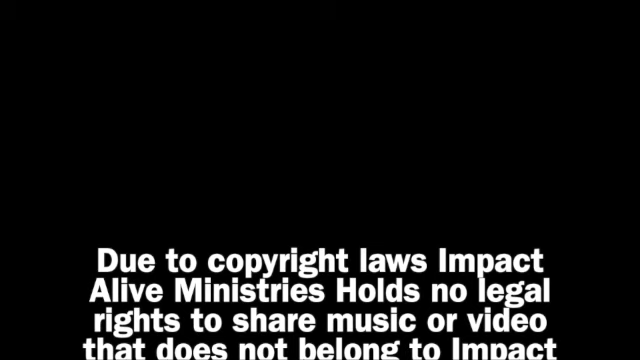 Due to copyright laws Impact
Alive Ministries Holds no legal
rights to share music or video
that does not belong to Impact